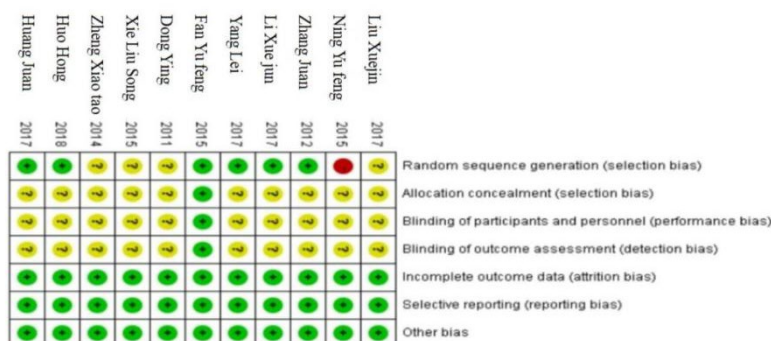 Huang Juan 2017
Huo Hong 2018
Zheng Xiao tao 2014
Xie Liu Song 2015
Dong Ying 2011
Fan Yu feng 2015
Yang Lei 2017
Li Xue jun 2017
Zhang Juan 2012
Ning Yu feng 2015
Liu Xuejin 2017
+ + ? ? ? + + + + ? Random sequence generation (selection bias)
? ? ? ? ? + ? ? ? ? ? Allocation concealment (selection bias)
? ? ? ? ? + ? ? ? ? ? Blinding of participants and personnel (performance bias)
? ? ? ? ? + ? ? ? ? ? Blinding of outcome assessment (detection bias)
+ + + + + + + + + + + Incomplete outcome data (attrition bias)
+ + + + + + + + + + + Selective reporting (reporting bias)
+ + + + + + + + + + + Other bias